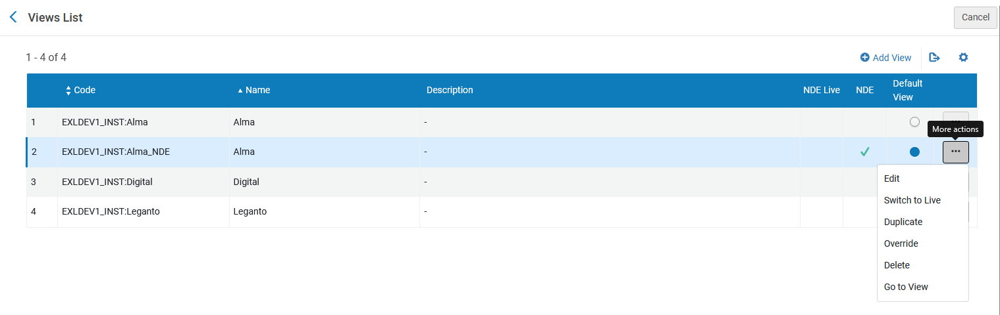 Views List
Cancel
1 - 4 of 4
Add View
Code Name Description NDE Live NDE Default View
1 EXLDEV1_INST:Alma Alma -
More actions
2 EXLDEV1_INST:Alma_NDE Alma - ...
3 EXLDEV1_INST:Digital Digital -
4 EXLDEV1_INST:Leganto Leganto -
Edit
Switch to Live
Duplicate
Override
Delete
Go to View